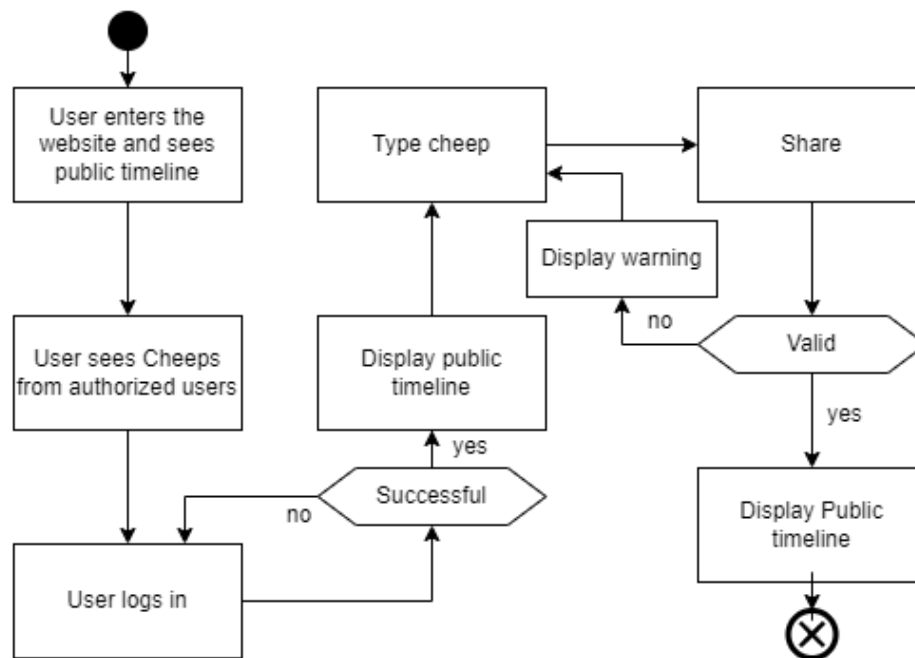 User enters the
website and sees
public timeline
User sees Cheeps
from authorized users
User logs in
Successful
no
yes
Display public
timeline
Type cheep
Share
Valid
no
Display warning
yes
Display Public
timeline